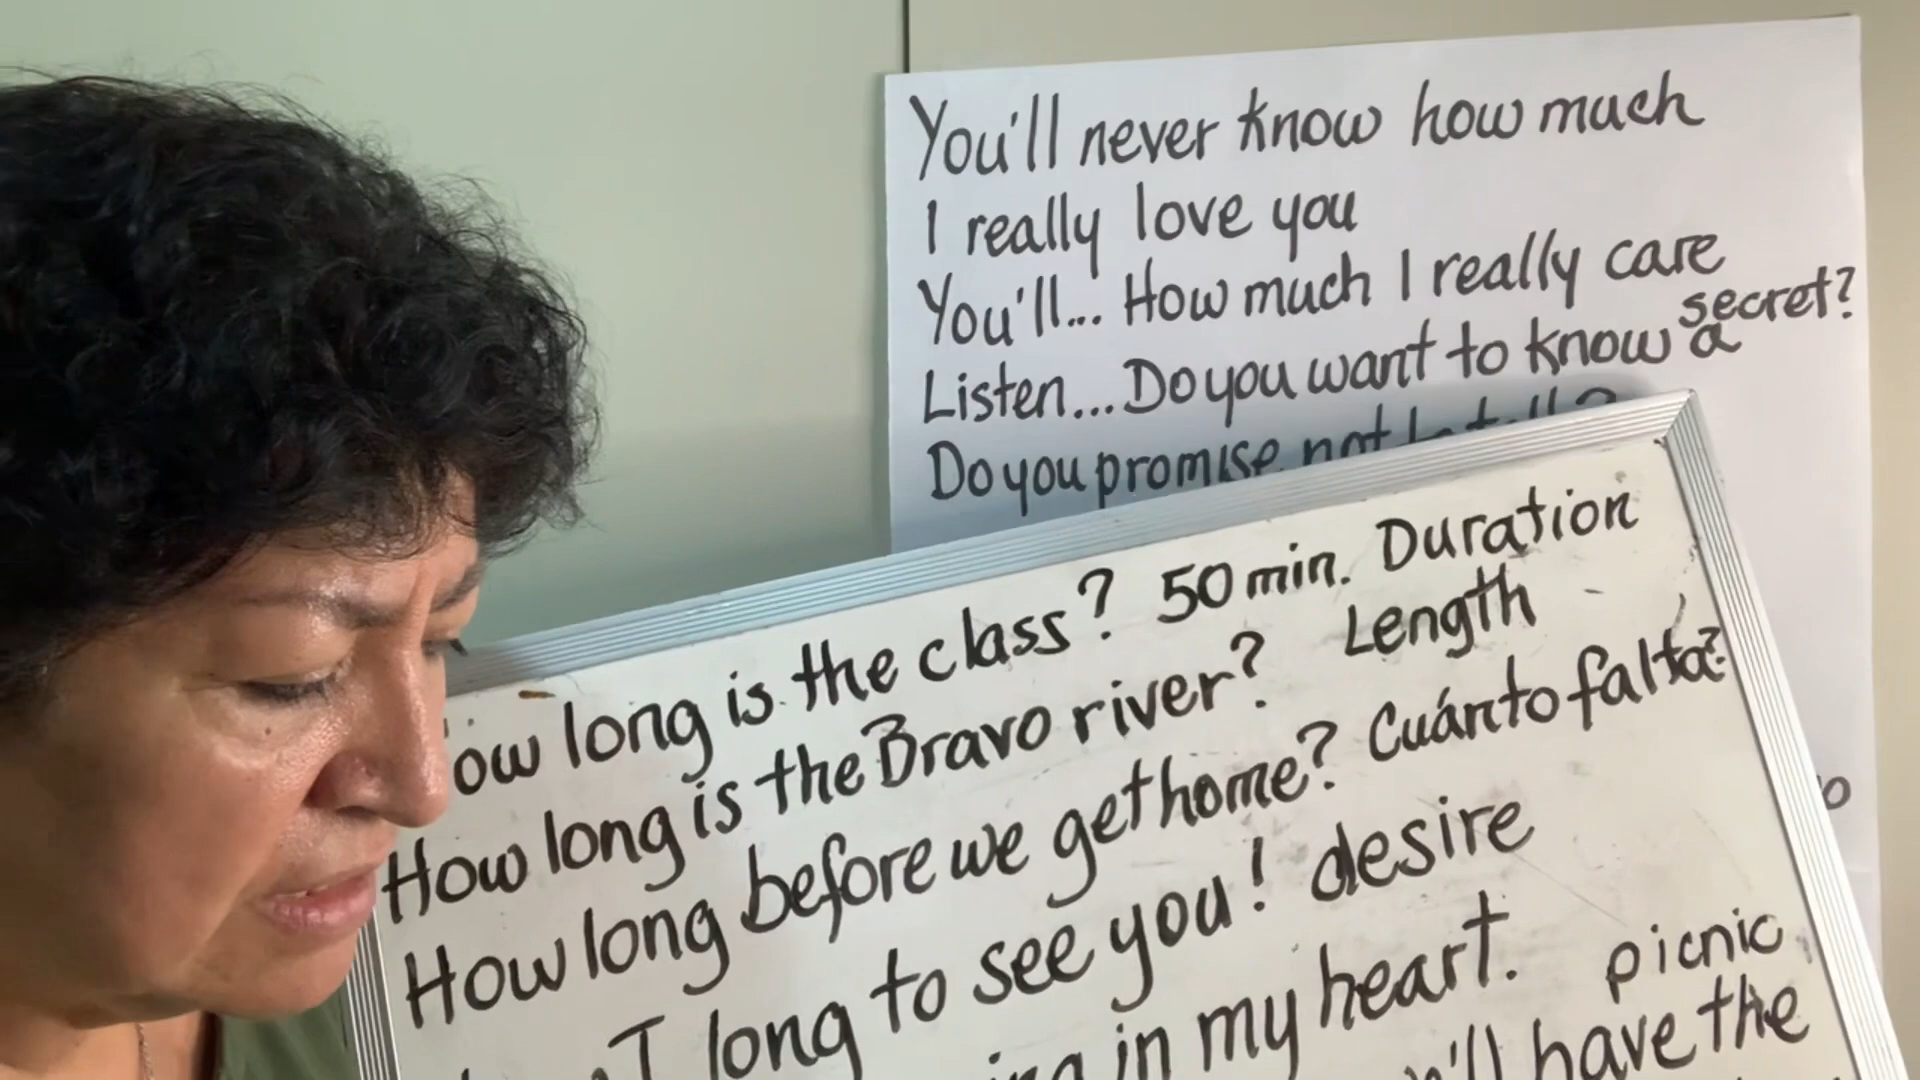 You'll never know how much
I really love you
You'll... How much I really care
Listen... Do you want to know a secret?
Do you promise not
ow long is the class? 50 min. Duration
How long is the Bravo river? Length
How long before we get home? Cuánto falta?
I long to see you! desire
in my heart.
picnic
'll have the